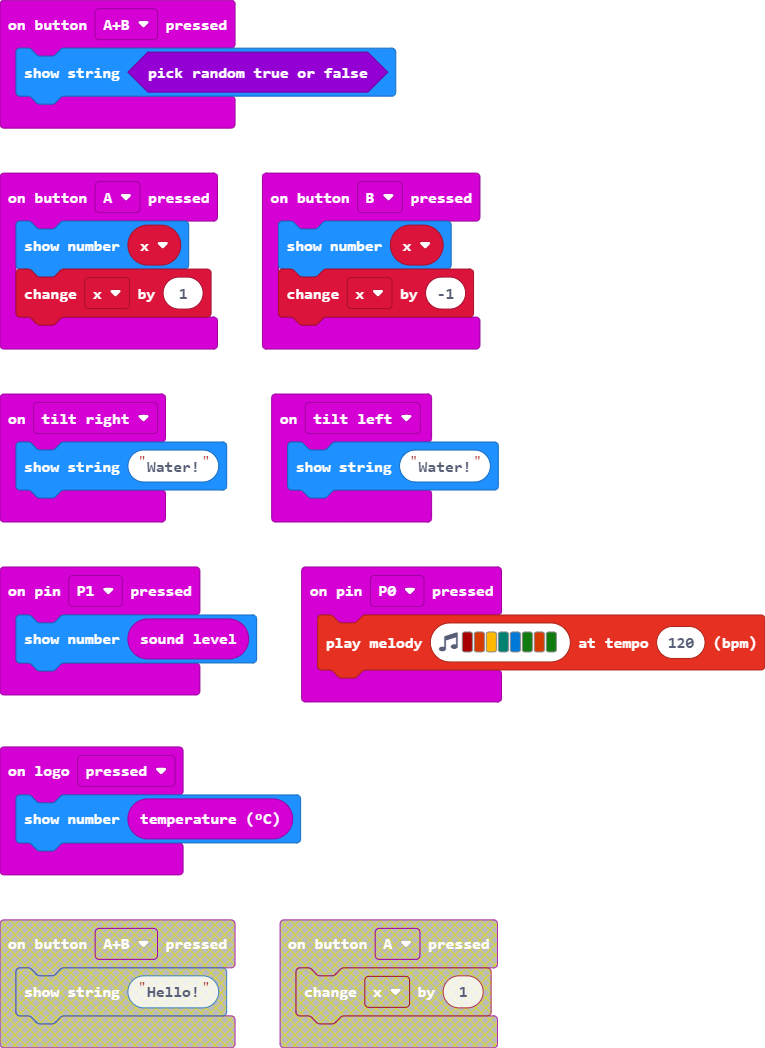 on button A+B pressed
show string pick random true or false
on button A pressed
show number x
change x by 1
on button B pressed
show number x
change x by -1
on tilt right
show string "Water!"
on tilt left
show string "Water!"
on pin P1 pressed
show number sound level
on pin P0 pressed
play melody at tempo 120 (bpm)
on logo pressed
show number temperature (°C)
on button A+B pressed
show string "Hello!"
on button A pressed
change x by 1